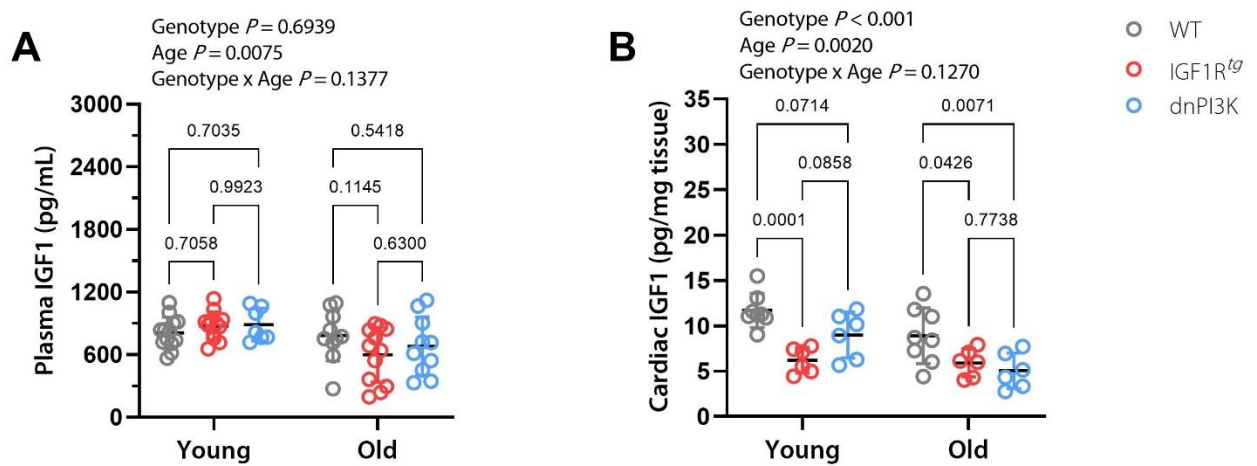 A
Genotype P = 0.6939
Age P = 0.0075
Genotype x Age P = 0.1377
Plasma IGF1 (pg/mL)
3000
2400
1800
1200
600
0
0.7035
0.9923
0.7058
0.5418
0.1145
0.6300
Young
Old
B
Genotype P < 0.001
Age P = 0.0020
Genotype x Age P = 0.1270
Cardiac IGF1 (pg/mg tissue)
35
30
25
20
15
10
5
0
0.0714
0.0858
0.0001
0.0071
0.0426
0.7738
Young
Old
WT
IGF1Rtg
dnPI3K